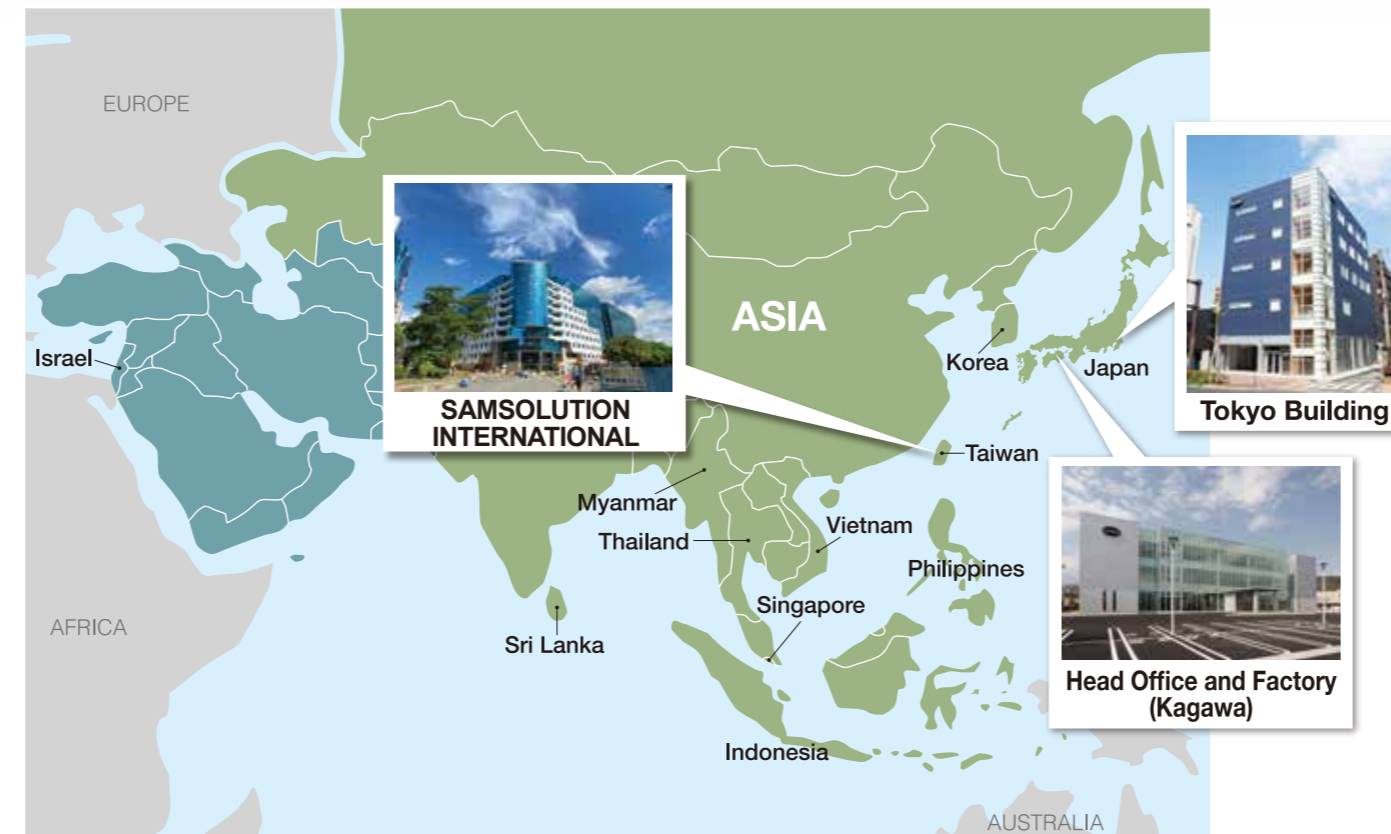 EUROPE
ASIA
Israel
Korea
Japan
Tokyo Building
SAMSOLUTION
INTERNATIONAL
Taiwan
Myanmar
Vietnam
Thailand
Philippines
Singapore
AFRICA
Sri Lanka
Head Office and Factory
(Kagawa)
Indonesia
AUSTRALIA